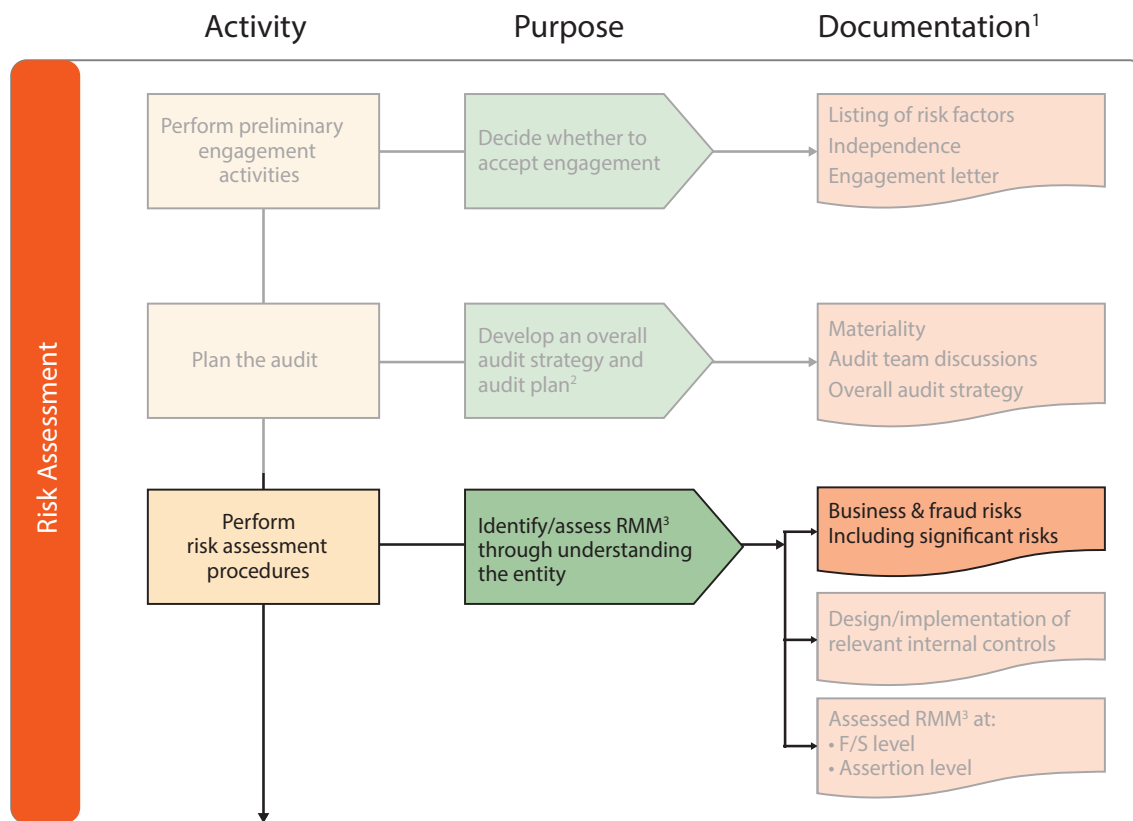 Activity
Purpose
Documentation¹
Risk Assessment
Perform preliminary
engagement
activities
Decide whether to
accept engagement
Listing of risk factors
Independence
Engagement letter
Plan the audit
Develop an overall
audit strategy and
audit plan²
Materiality
Audit team discussions
Overall audit strategy
Perform
risk assessment
procedures
Identify/assess RMM³
through understanding
the entity
Business & fraud risks
Including significant risks
Design/implementation of
relevant internal controls
Assessed RMM³ at:
• F/S level
• Assertion level